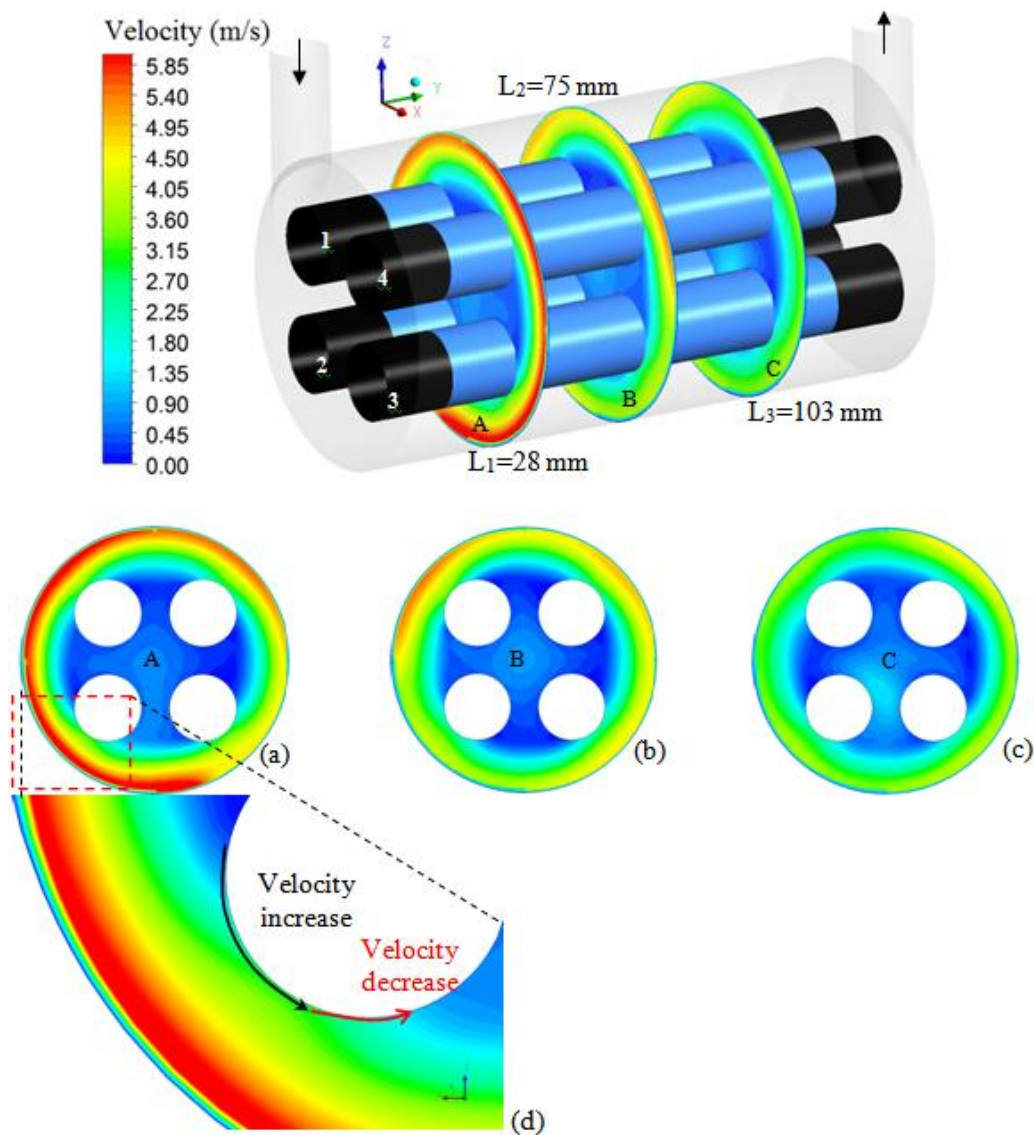 Velocity (m/s)
5.85
5.40
4.95
4.50
4.05
3.60
3.15
2.70
2.25
1.80
1.35
0.90
0.45
0.00
Z
Y
X
L2=75 mm
1
4
2
3
A
B
C
L3=103 mm
L1=28 mm
A
B
C
(a)
(b)
(c)
Velocity
increase
Velocity
decrease
(d)